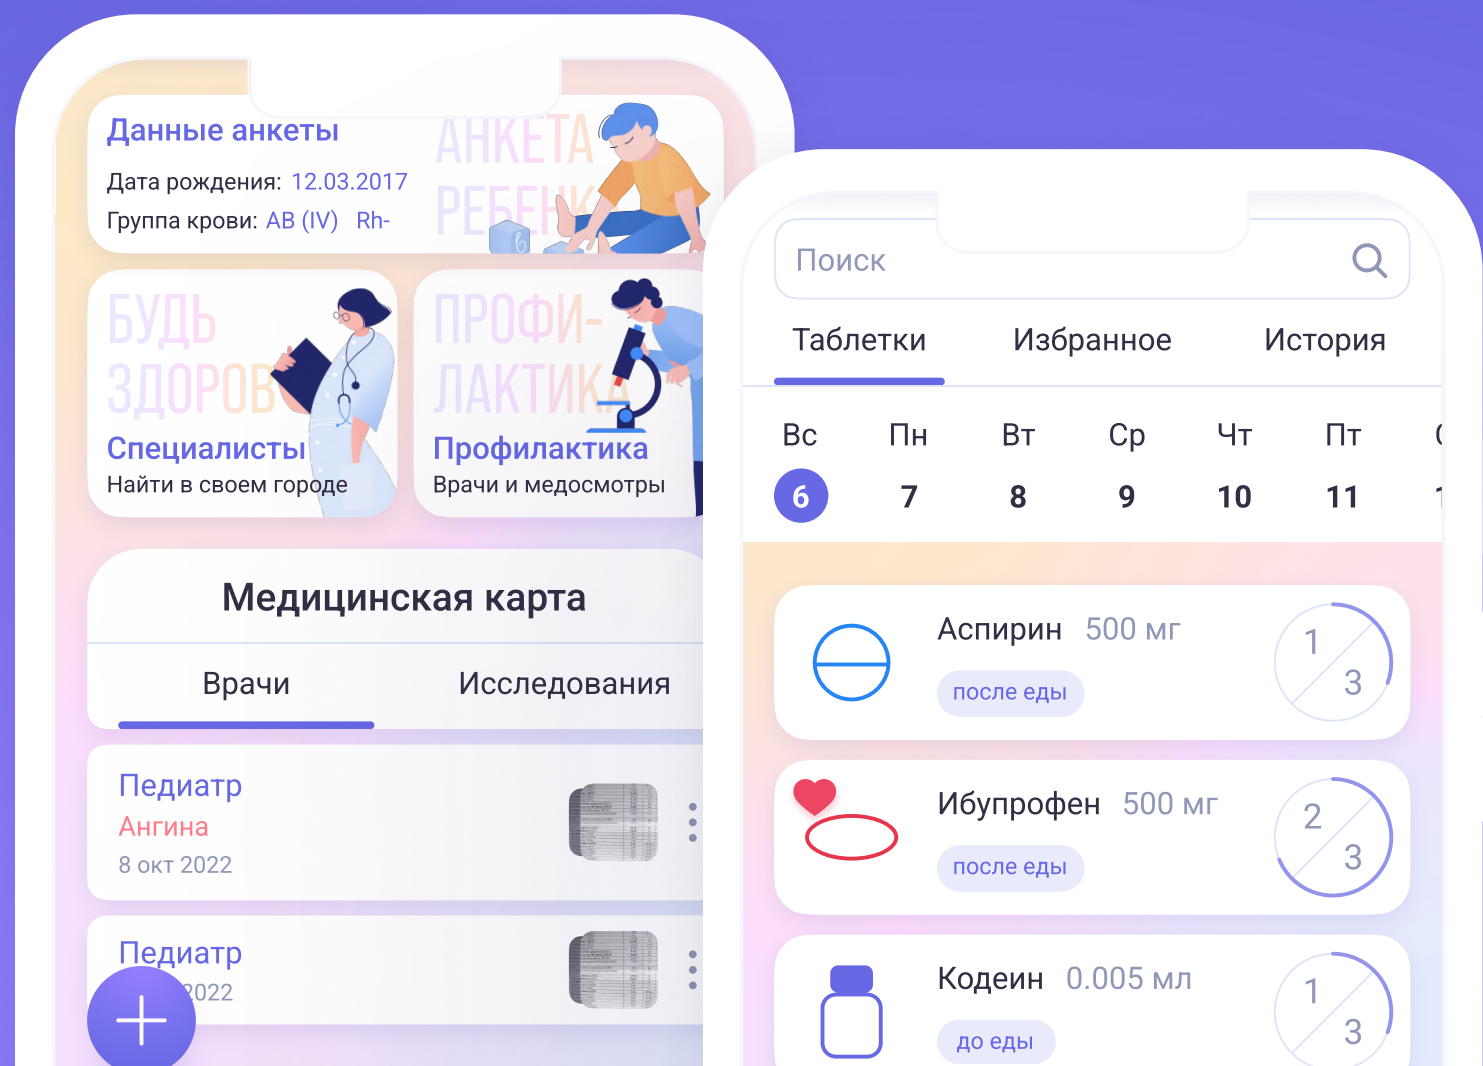 Данные анкеты
Дата рождения: 12.03.2017
Группа крови: AB (IV) Rh-
АНКЕТА
РЕБЕНКА
БУДЬ
ЗДОРОВ
Специалисты
Найти в своем городе
ПРОФИ-
ЛАКТИКА
Профилактика
Врачи и медосмотры
Медицинская карта
Врачи
Исследования
Педиатр
Ангина
8 окт 2022
Педиатр
2022
Поиск
Таблетки
Избранное
История
Вс Пн Вт Ср Чт Пт
6 7 8 9 10 11
Аспирин 500 мг
после еды
1
3
Ибупрофен 500 мг
после еды
2
3
Кодеин 0.005 мл
до еды
1
3